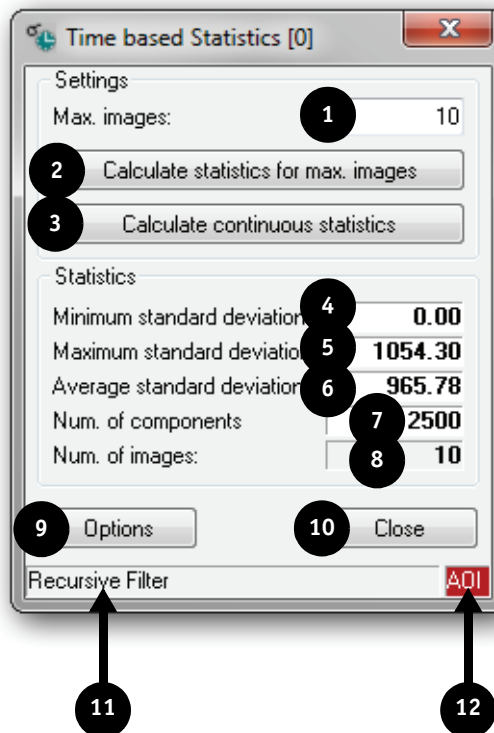 Time based Statistics [0]
Settings
Max. images: 1 10
2 Calculate statistics for max. images
3 Calculate continuous statistics
Statistics
Minimum standard deviation 4 0.00
Maximum standard deviatio 5 1054.30
Average standard deviation 6 965.78
Num. of components 7 2500
Num. of images: 8 10
9 Options 10 Close
Recursive Filter AOI
11 12